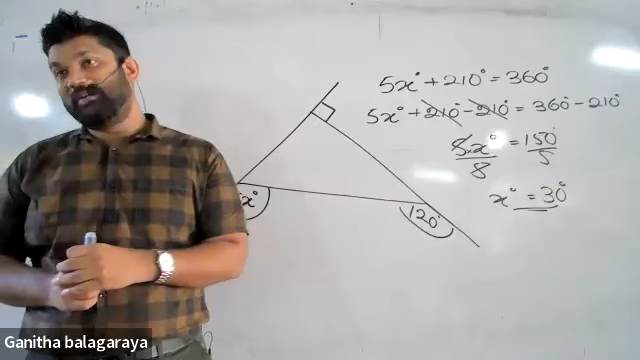 5x° + 210° = 360°
5x° + 210° - 210° = 360° - 210°
5x° = 150°
5 5
x° = 30°
x°
120°
Ganitha balagaraya